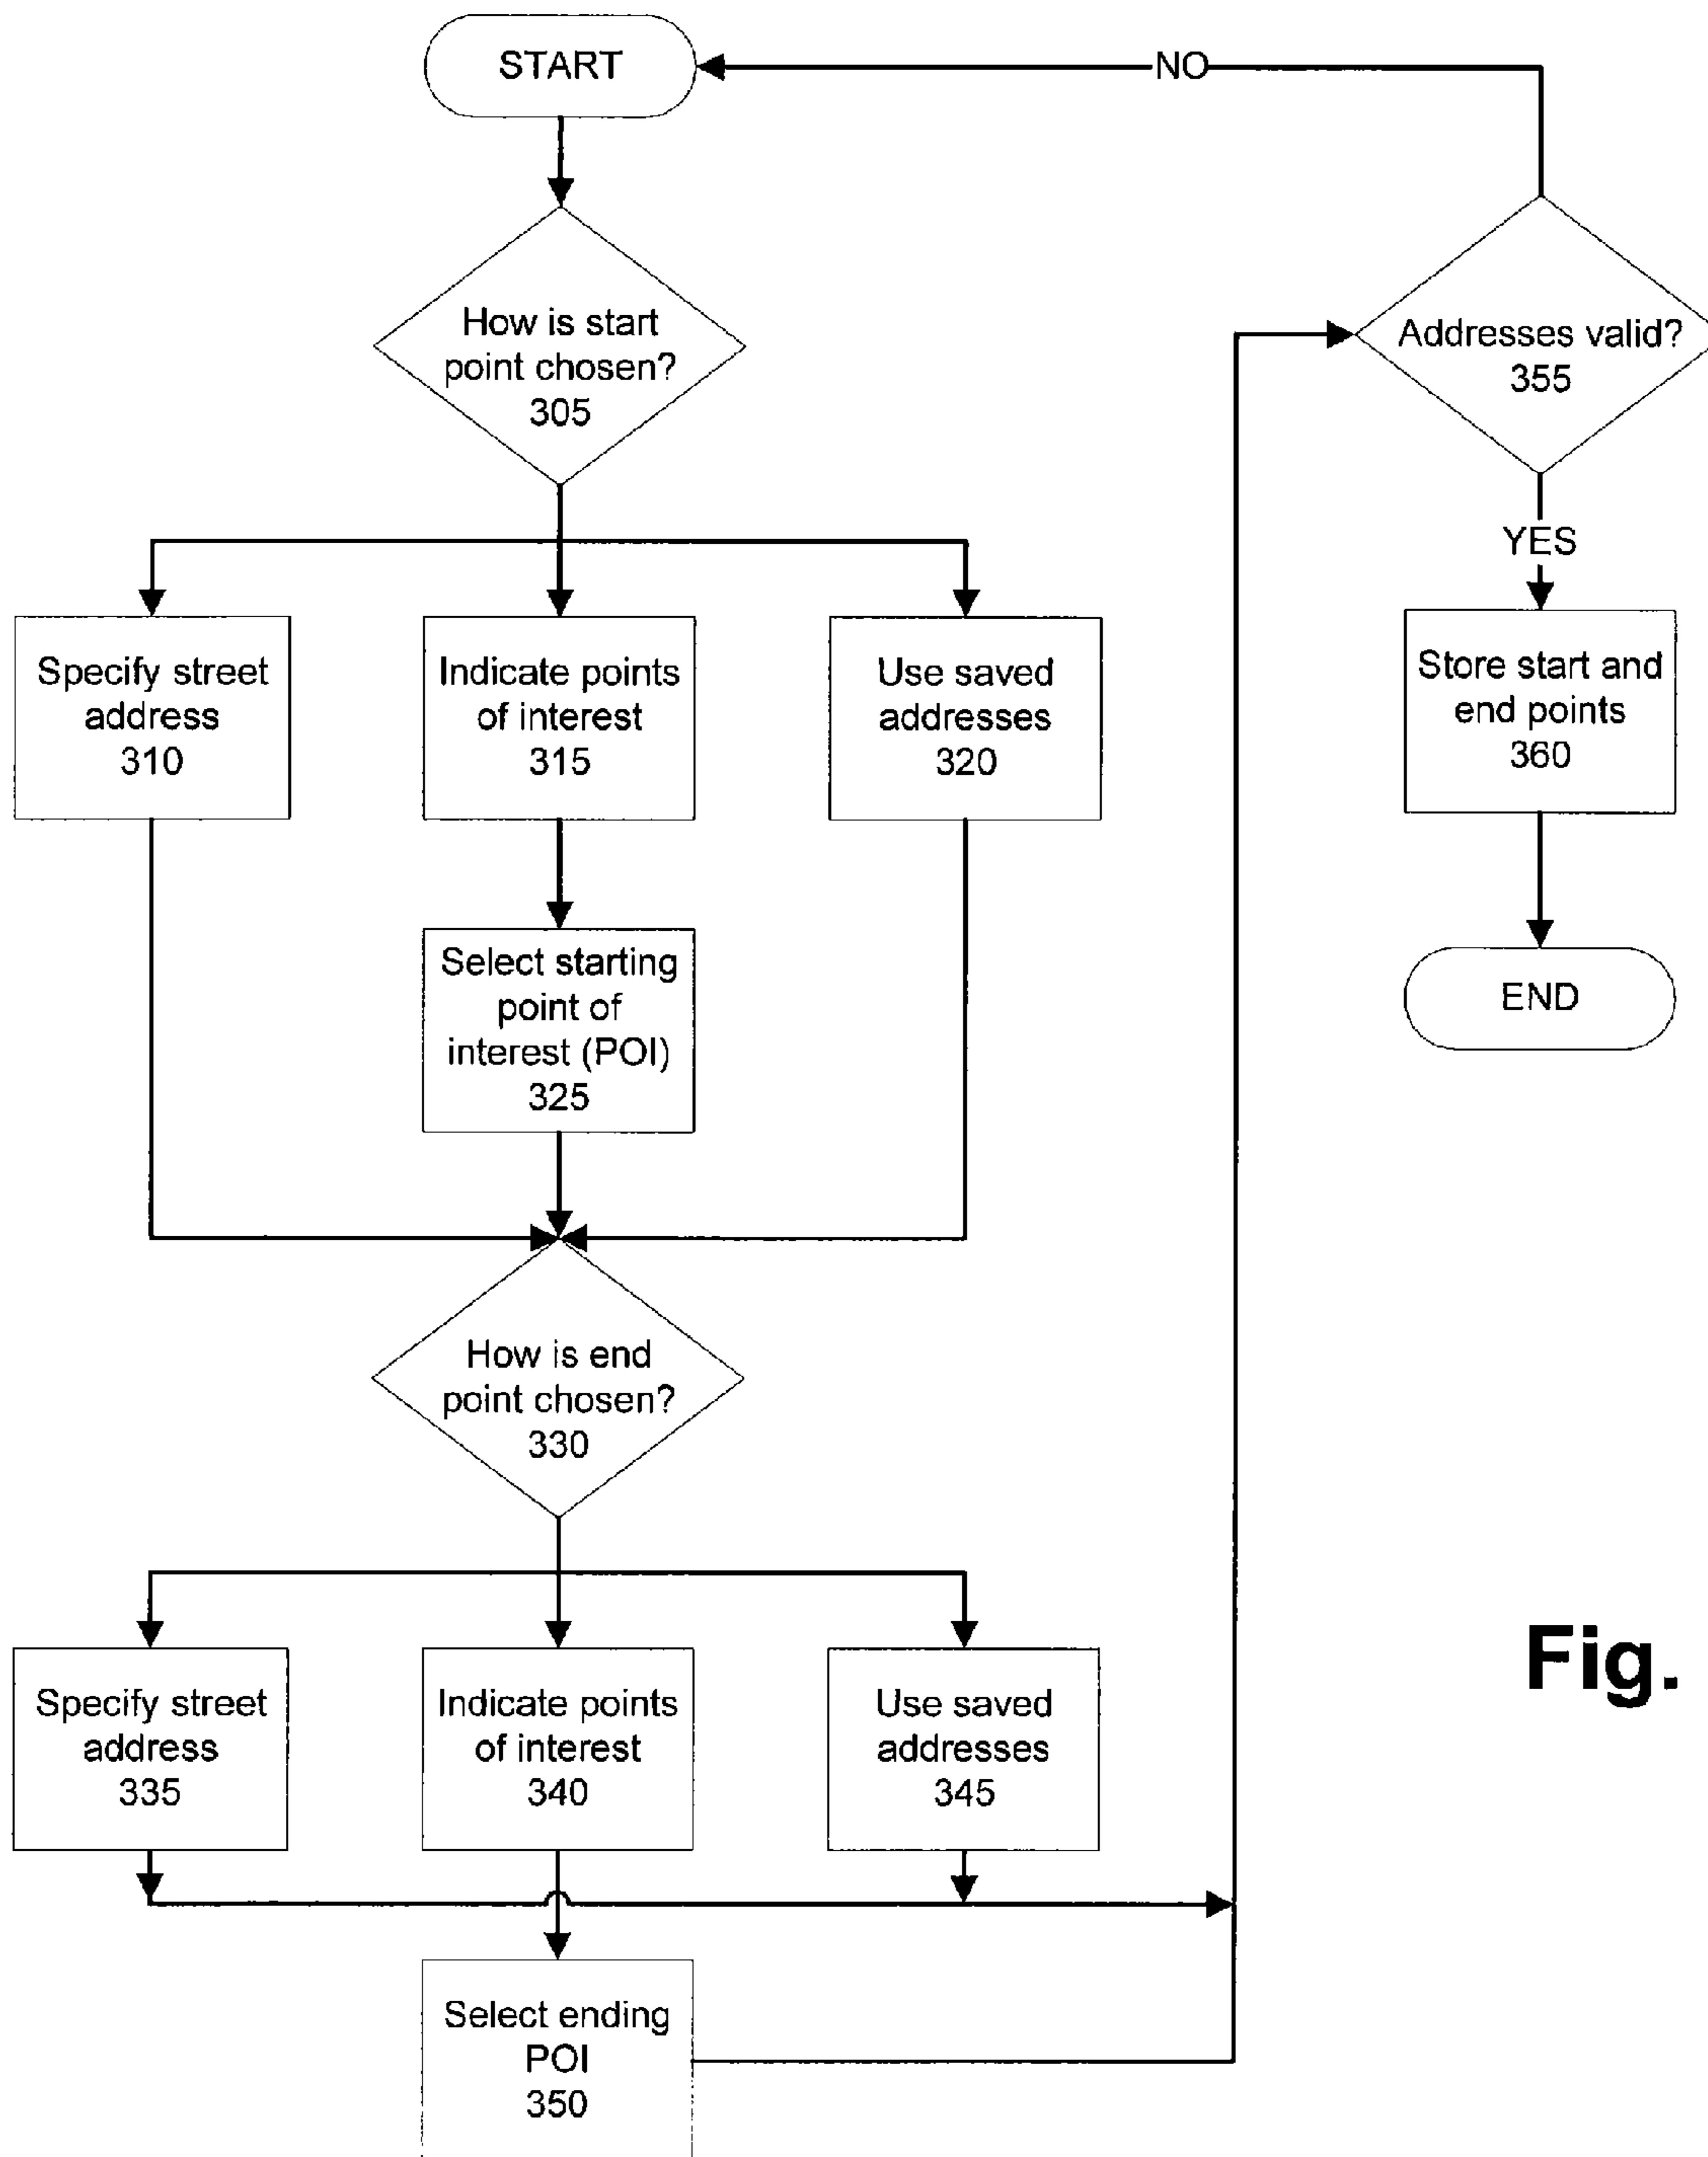 START
NO
How is start
point chosen?
305
Addresses valid?
355
YES
Specify street
address
310
Indicate points
of interest
315
Use saved
addresses
320
Store start and
end points
360
Select starting
point of
interest (POI)
325
END
How is end
point chosen?
330
Specify street
address
335
Indicate points
of interest
340
Use saved
addresses
345
Fig.
Select ending
POI
350